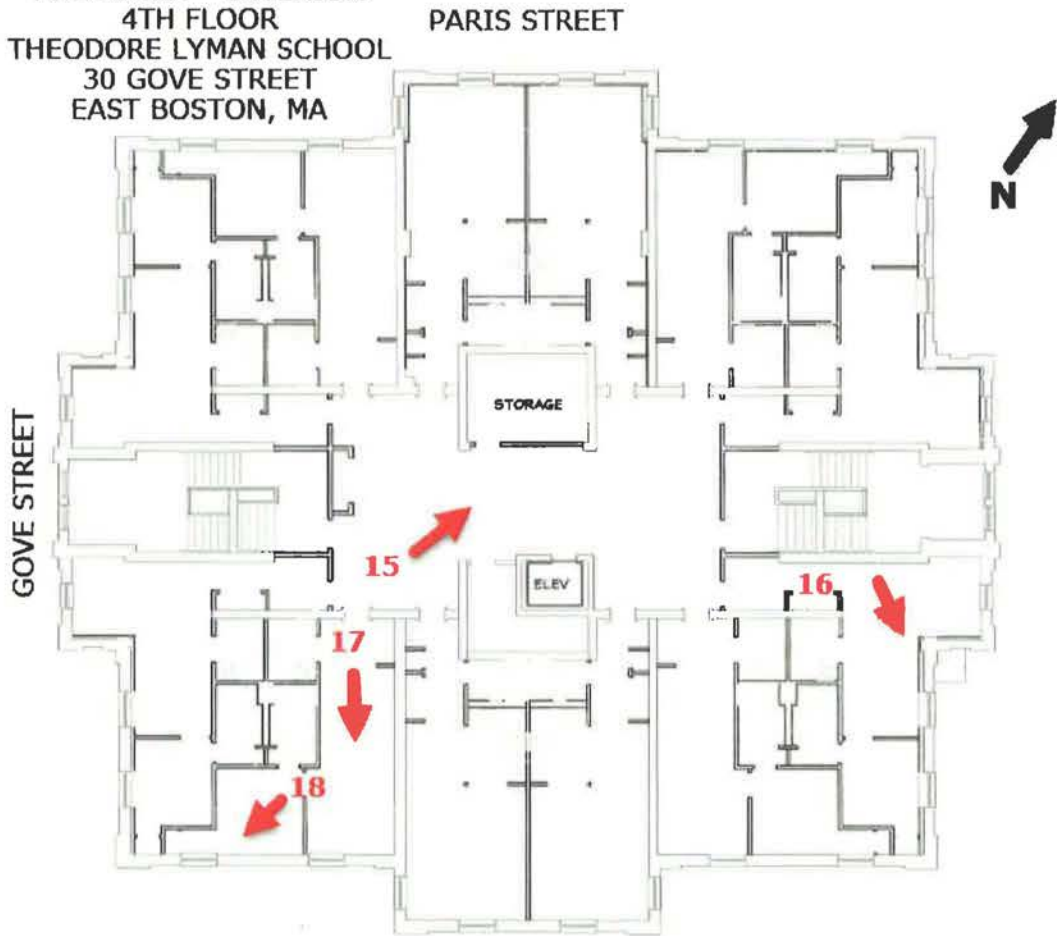 4TH FLOOR
THEODORE LYMAN SCHOOL
30 GOVE STREET
EAST BOSTON, MA
PARIS STREET
N
STORAGE
GOVE STREET
15
ELEV
16
17
18